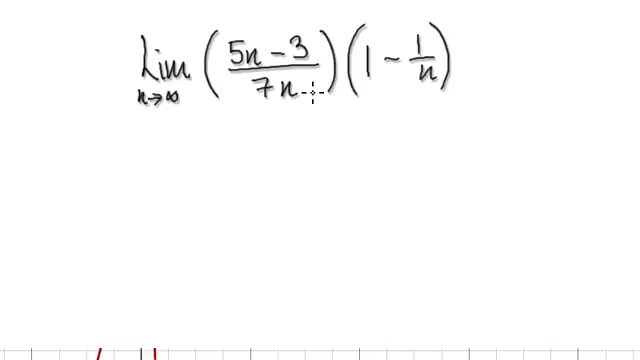 Lim n→∞ ( 5n − 3 / 7n ) ( 1 − 1 / n )